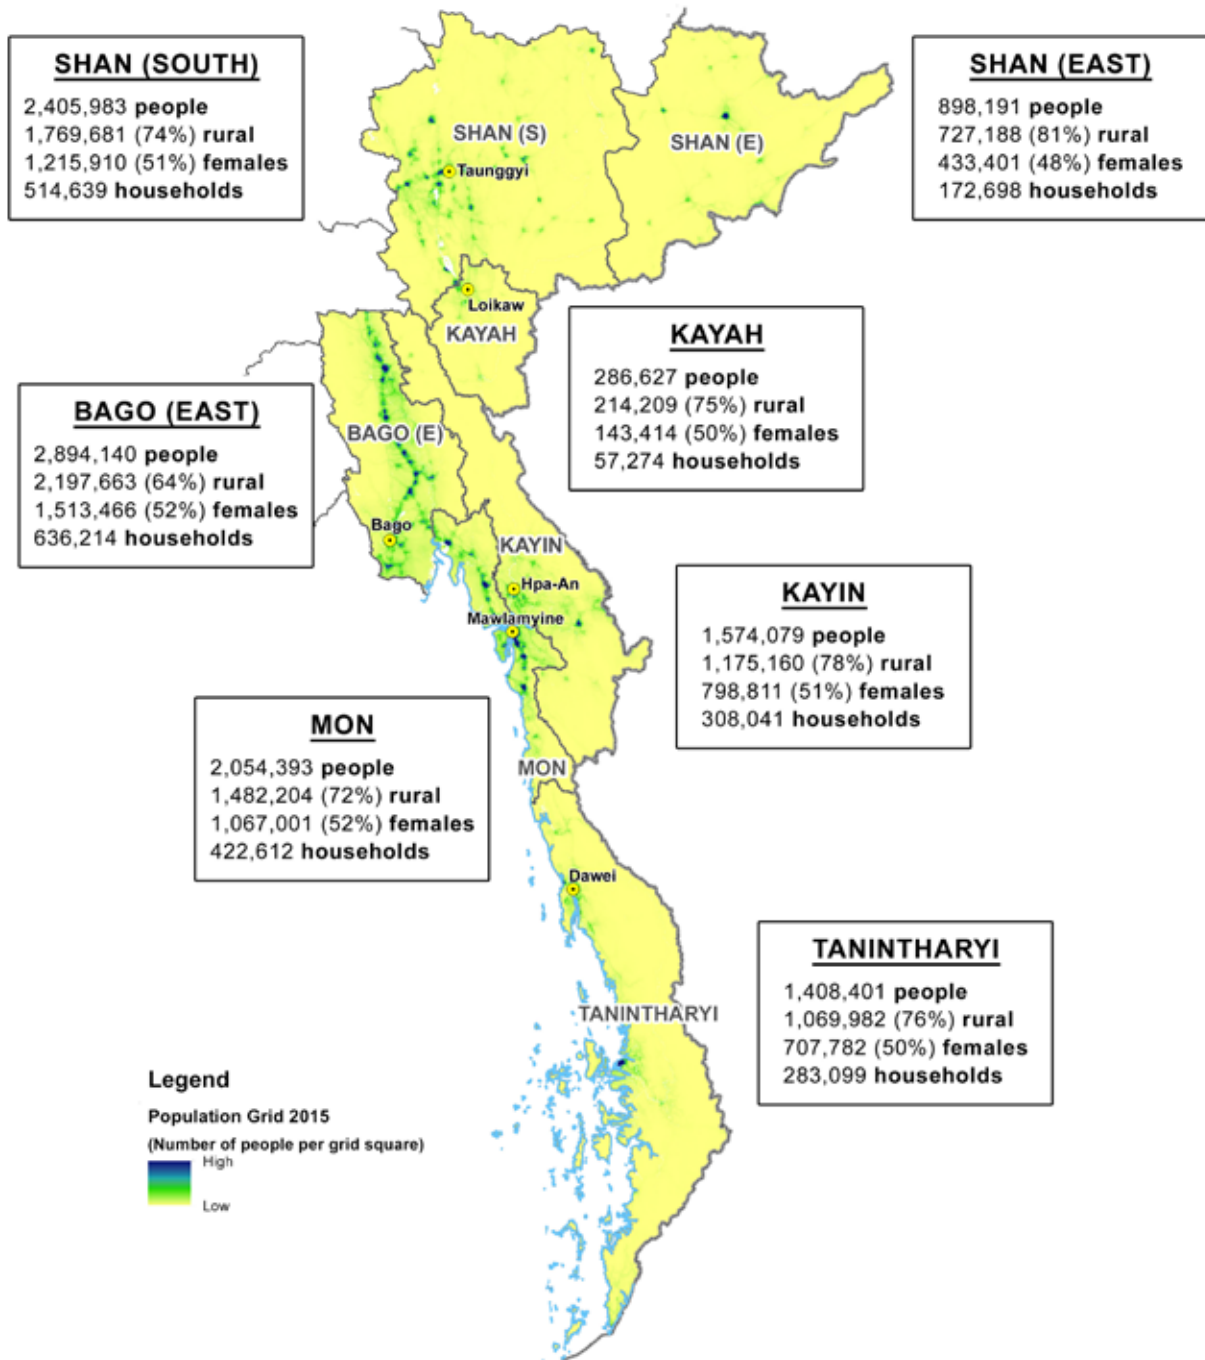 SHAN (SOUTH)
2,405,983 people
1,769,681 (74%) rural
1,215,910 (51%) females
514,639 households
SHAN (EAST)
898,191 people
727,188 (81%) rural
433,401 (48%) females
172,698 households
SHAN (S)
SHAN (E)
Taunggyi
Loikaw
KAYAH
KAYAH
286,627 people
214,209 (75%) rural
143,414 (50%) females
57,274 households
BAGO (EAST)
2,894,140 people
2,197,663 (64%) rural
1,513,466 (52%) females
636,214 households
BAGO (E)
Bago
KAYIN
Hpa-An
Mawlamyine
KAYIN
1,574,079 people
1,175,160 (78%) rural
798,811 (51%) females
308,041 households
MON
2,054,393 people
1,482,204 (72%) rural
1,067,001 (52%) females
422,612 households
MON
Dawei
TANINTHARYI
1,408,401 people
1,069,982 (76%) rural
707,782 (50%) females
283,099 households
TANINTHARYI
Legend
Population Grid 2015
(Number of people per grid square)
High
Low